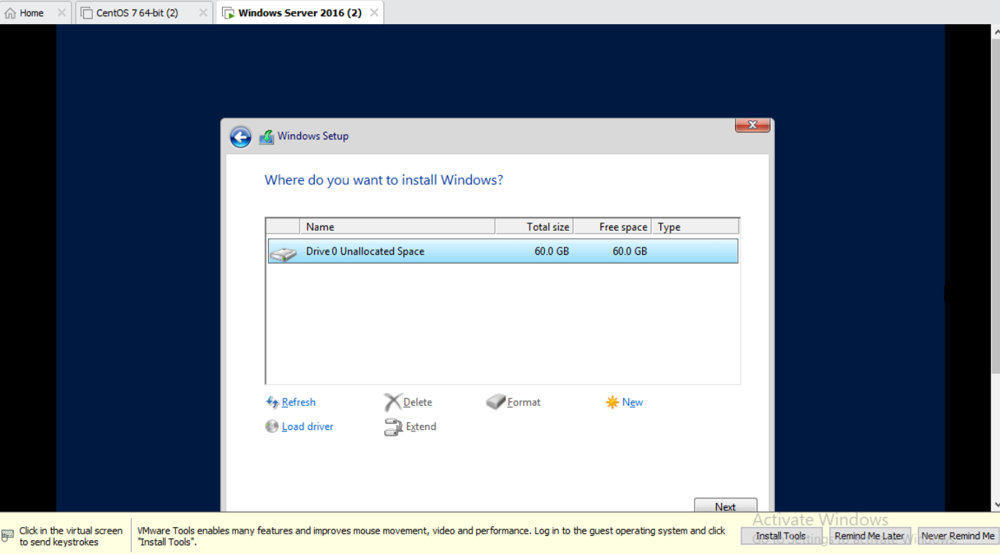 Home
CentOS 7 64-bit (2)
Windows Server 2016 (2)
Windows Setup
Where do you want to install Windows?
Name Total size Free space Type
Drive 0 Unallocated Space 60.0 GB 60.0 GB
Refresh Delete Format New
Load driver Extend
Next
Activate Windows
Go to Settings to activate Windows.
Click in the virtual screen
to send keystrokes
VMware Tools enables many features and improves mouse movement, video and performance. Log in to the guest operating system and click
"Install Tools".
Install Tools
Remind Me Later
Never Remind Me